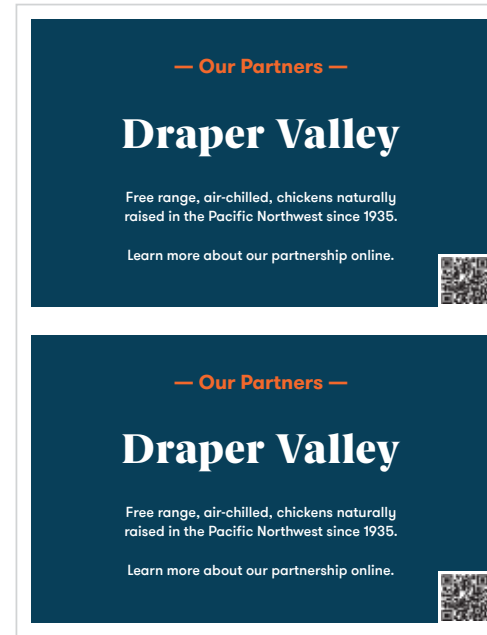 — Our Partners —
Draper Valley
Free range, air-chilled, chickens naturally
raised in the Pacific Northwest since 1935.
Learn more about our partnership online.
— Our Partners —
Draper Valley
Free range, air-chilled, chickens naturally
raised in the Pacific Northwest since 1935.
Learn more about our partnership online.